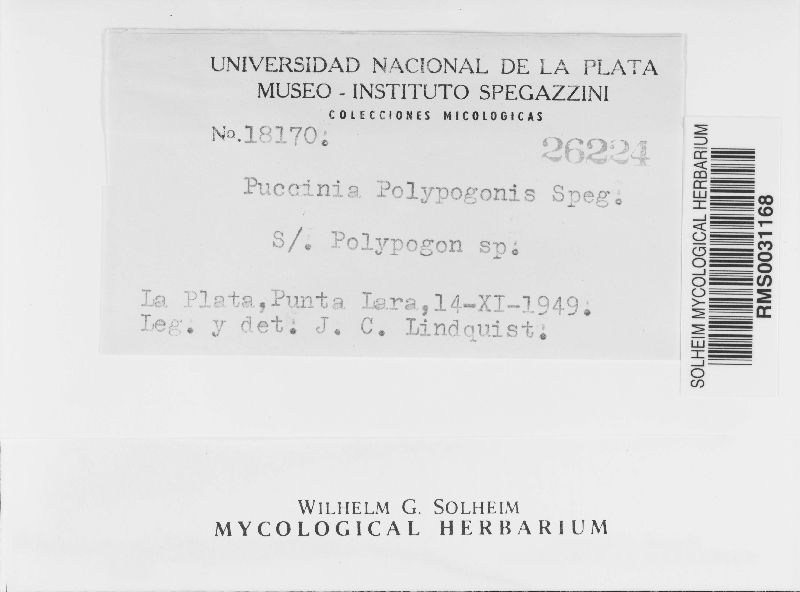 UNIVERSIDAD NACIONAL DE LA PLATA
MUSEO - INSTITUTO SPEGAZZINI
COLECCIONES MICOLOGICAS
No.18170.
26224
Puccinia Polypogonis Speg.
S/. Polypogon sp.
La Plata,Punta Lara,14-XI-1949.
Leg. y det. J. C. Lindquist.
SOLHEIM MYCOLOGICAL HERBARIUM
RMS0031168
WILHELM G. SOLHEIM
MYCOLOGICAL HERBARIUM